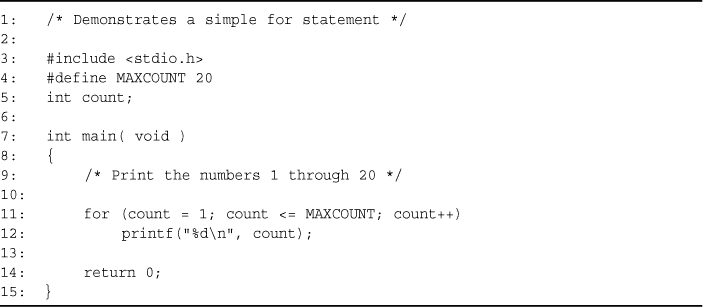 1: /* Demonstrates a simple for statement */
2:
3: #include <stdio.h>
4: #define MAXCOUNT 20
5: int count;
6:
7: int main( void )
8: {
9:     /* Print the numbers 1 through 20 */
10:
11:     for (count = 1; count <= MAXCOUNT; count++)
12:         printf("%d\n", count);
13:
14:     return 0;
15: }